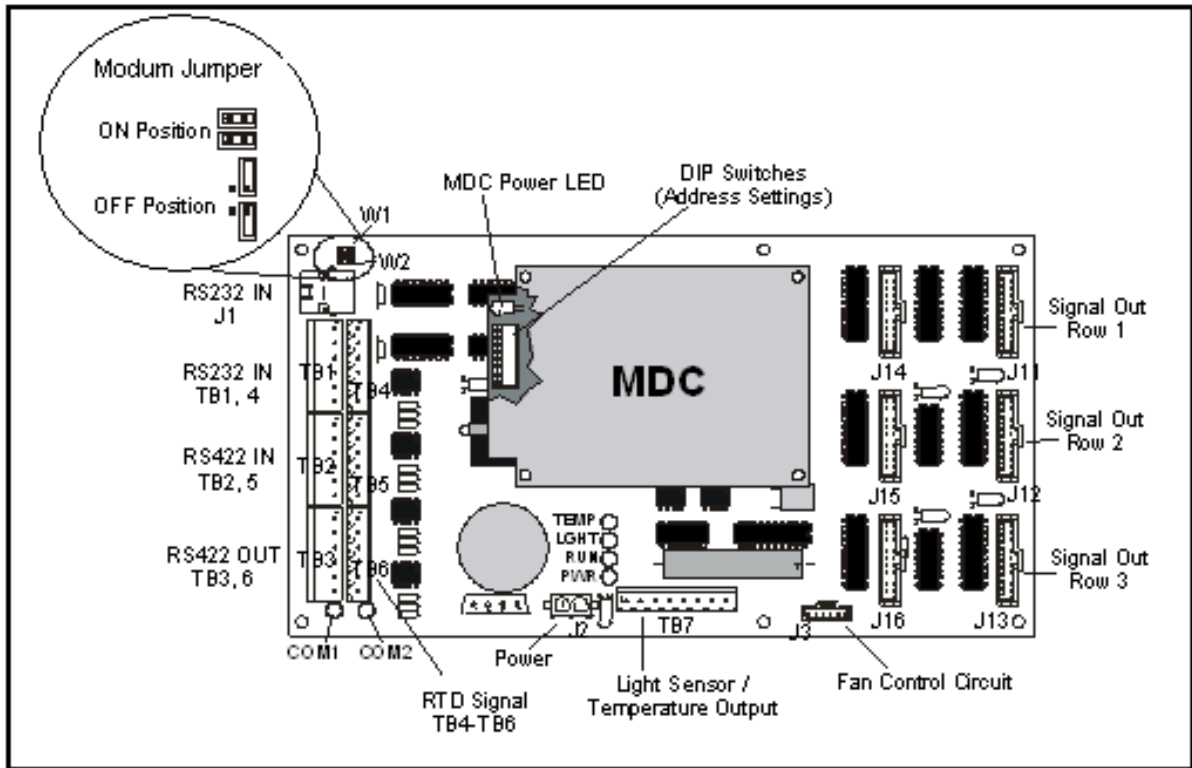 Modum Jumper
ON Position
OFF Position
W1
W2
MDC Power LED
DIP Switches
(Address Settings)
RS232 IN
J1
RS232 IN
TB1, 4
RS422 IN
TB2, 5
RS422 OUT
TB3, 6
TB1
TB4
TB2
TB5
TB3
TB6
MDC
J14
J11
J15
J12
J16
J13
Signal Out
Row 1
Signal Out
Row 2
Signal Out
Row 3
TEMP
LGHT
RUN
PWR
J2
TB7
J3
COM1
COM2
Power
RTD Signal
TB4-TB6
Light Sensor /
Temperature Output
Fan Control Circuit